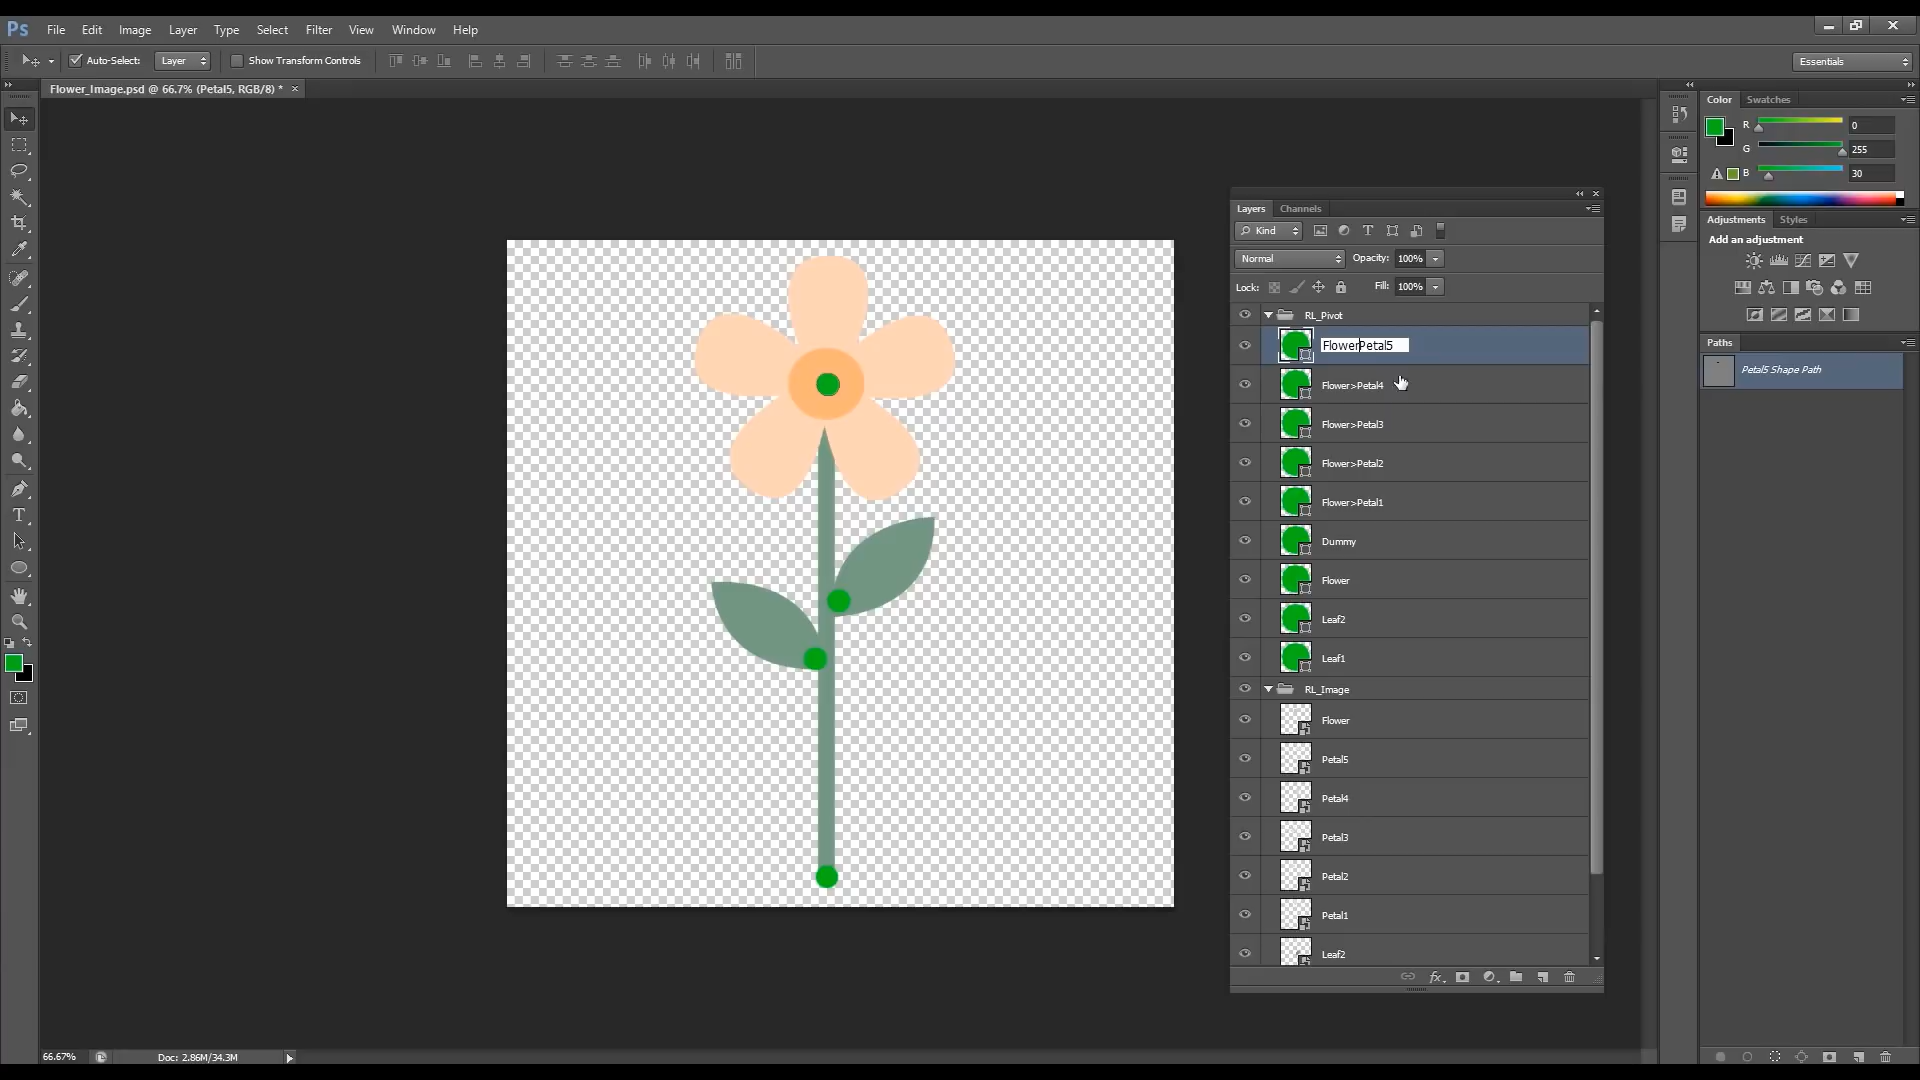 Ps File Edit Image Layer Type Select Filter View Window Help
Auto-Select: Layer Show Transform Controls Essentials
Flower_Image.psd @ 66.7% (Petal5, RGB/8) * ×
Color Swatches
R 0
G 255
B 30
Adjustments Styles
Add an adjustment
Paths
Petal5 Shape Path
Layers Channels
Kind
Normal Opacity: 100%
Lock: Fill: 100%
RL_Pivot
FlowerPetal5
Flower>Petal4
Flower>Petal3
Flower>Petal2
Flower>Petal1
Dummy
Flower
Leaf2
Leaf1
RL_Image
Flower
Petal5
Petal4
Petal3
Petal2
Petal1
Leaf2
fx
66.67% Doc: 2.86M/34.3M